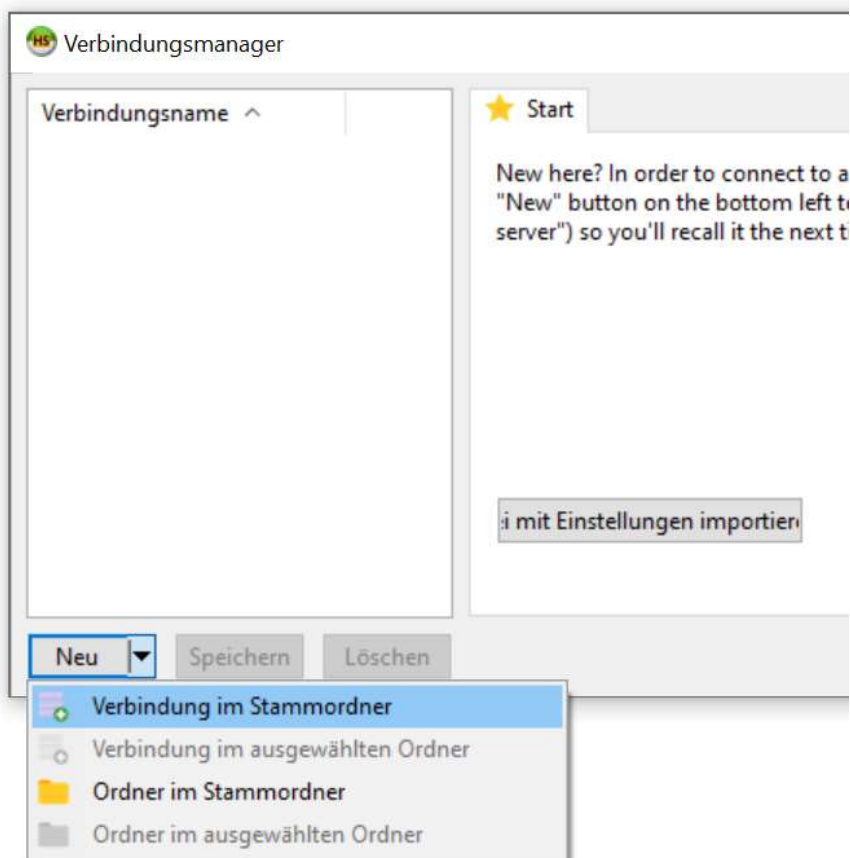 HS Verbindungsmanager
Verbindungsname
Start
New here? In order to connect to a
"New" button on the bottom left t
server") so you'll recall it the next t
i mit Einstellungen importier
Neu
Speichern
Löschen
Verbindung im Stammordner
Verbindung im ausgewählten Ordner
Ordner im Stammordner
Ordner im ausgewählten Ordner